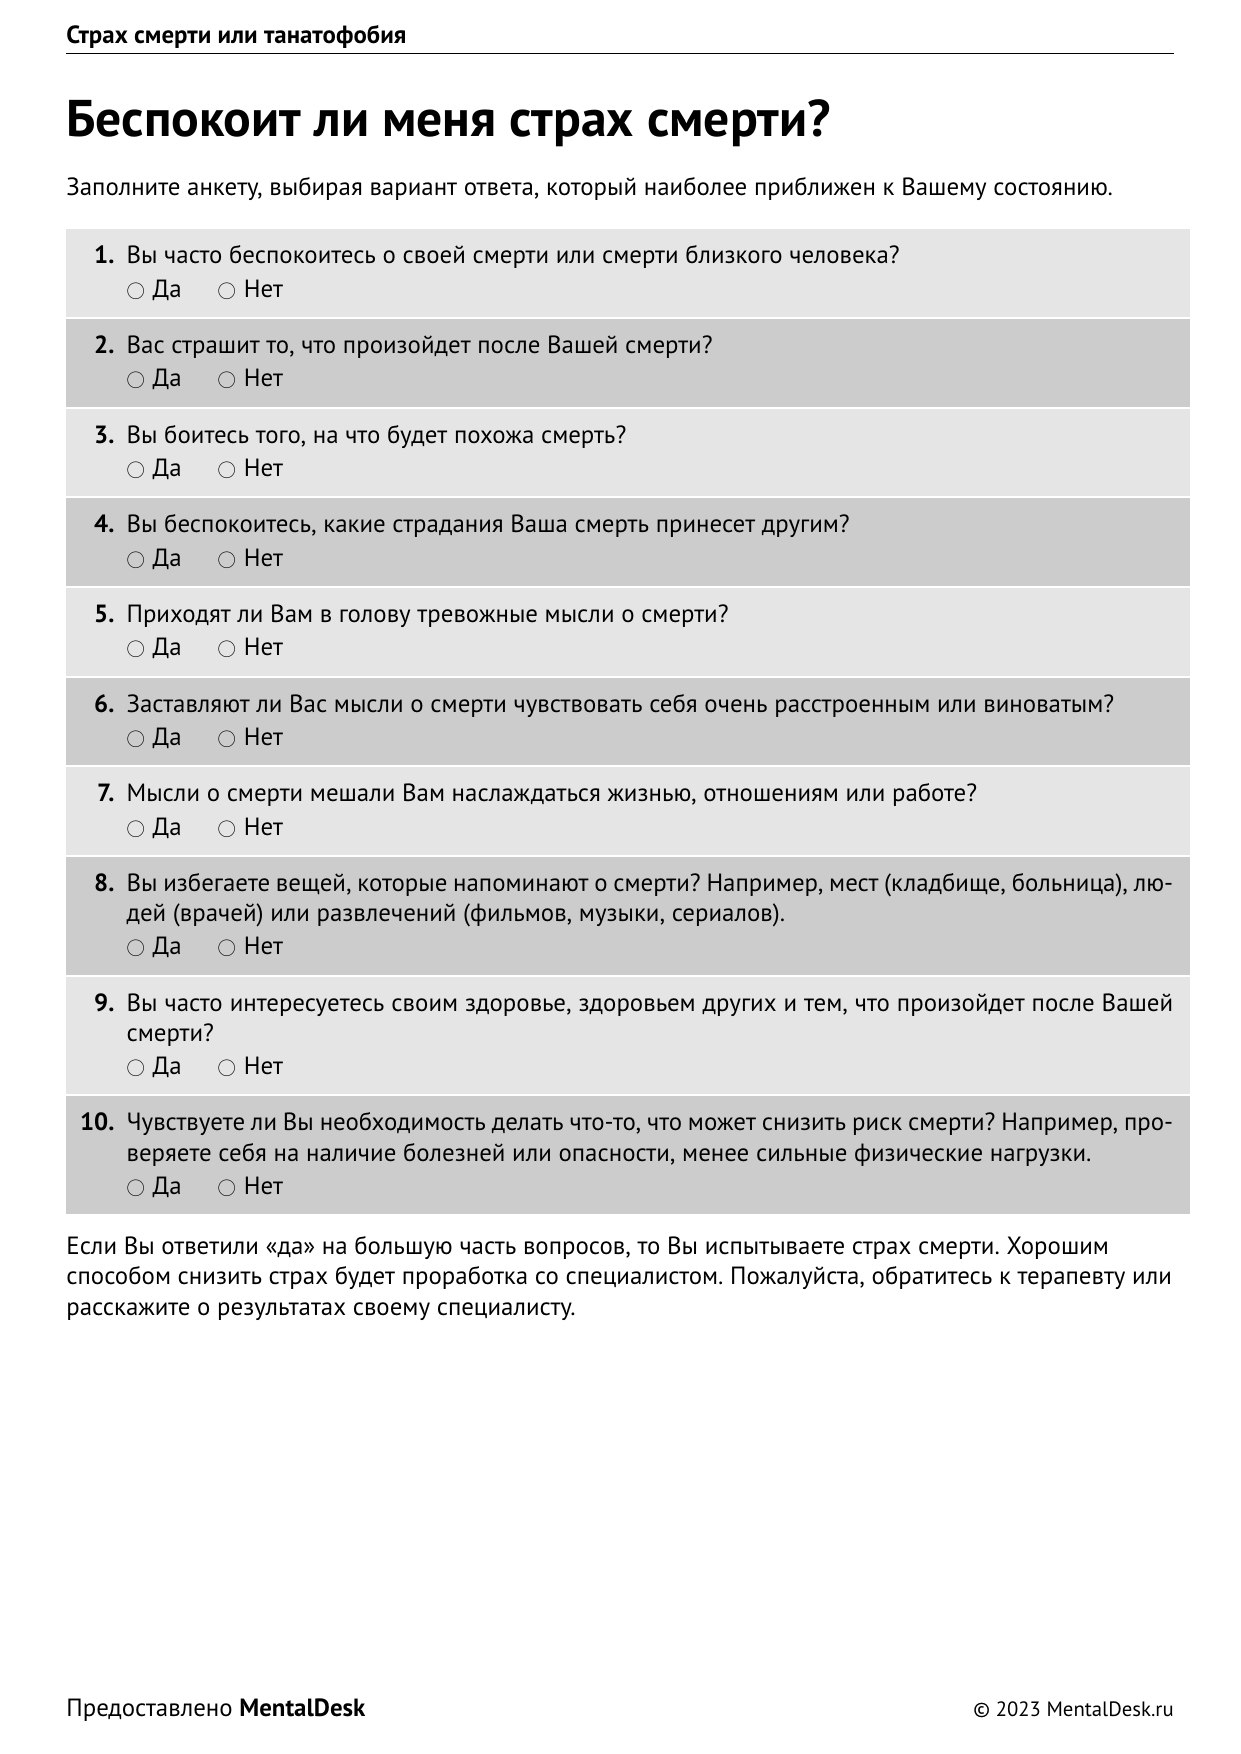 Страх смерти или танатофобия
Беспокоит ли меня страх смерти?
Заполните анкету, выбирая вариант ответа, который наиболее приближен к Вашему состоянию.
1. Вы часто беспокоитесь о своей смерти или смерти близкого человека?
Да Нет
2. Вас страшит то, что произойдет после Вашей смерти?
Да Нет
3. Вы боитесь того, на что будет похожа смерть?
Да Нет
4. Вы беспокоитесь, какие страдания Ваша смерть принесет другим?
Да Нет
5. Приходят ли Вам в голову тревожные мысли о смерти?
Да Нет
6. Заставляют ли Вас мысли о смерти чувствовать себя очень расстроенным или виноватым?
Да Нет
7. Мысли о смерти мешали Вам наслаждаться жизнью, отношениям или работе?
Да Нет
8. Вы избегаете вещей, которые напоминают о смерти? Например, мест (кладбище, больница), лю-
дей (врачей) или развлечений (фильмов, музыки, сериалов).
Да Нет
9. Вы часто интересуетесь своим здоровье, здоровьем других и тем, что произойдет после Вашей
смерти?
Да Нет
10. Чувствуете ли Вы необходимость делать что-то, что может снизить риск смерти? Например, про-
веряете себя на наличие болезней или опасности, менее сильные физические нагрузки.
Да Нет
Если Вы ответили «да» на большую часть вопросов, то Вы испытываете страх смерти. Хорошим
способом снизить страх будет проработка со специалистом. Пожалуйста, обратитесь к терапевту или
расскажите о результатах своему специалисту.
Предоставлено MentalDesk
© 2023 MentalDesk.ru